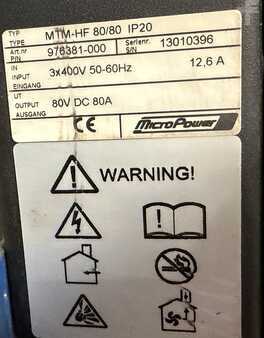 TYP
TYPE MTM-HF 80/80 IP20
Art.nr 976381-000 Serienr. 13010396
P/N S/N
IN
INPUT 3x400V 50-60Hz 12,6 A
EINGANG
UT
OUTPUT 80V DC 80A
AUSGANG
CE MICROPOWER
WARNING!